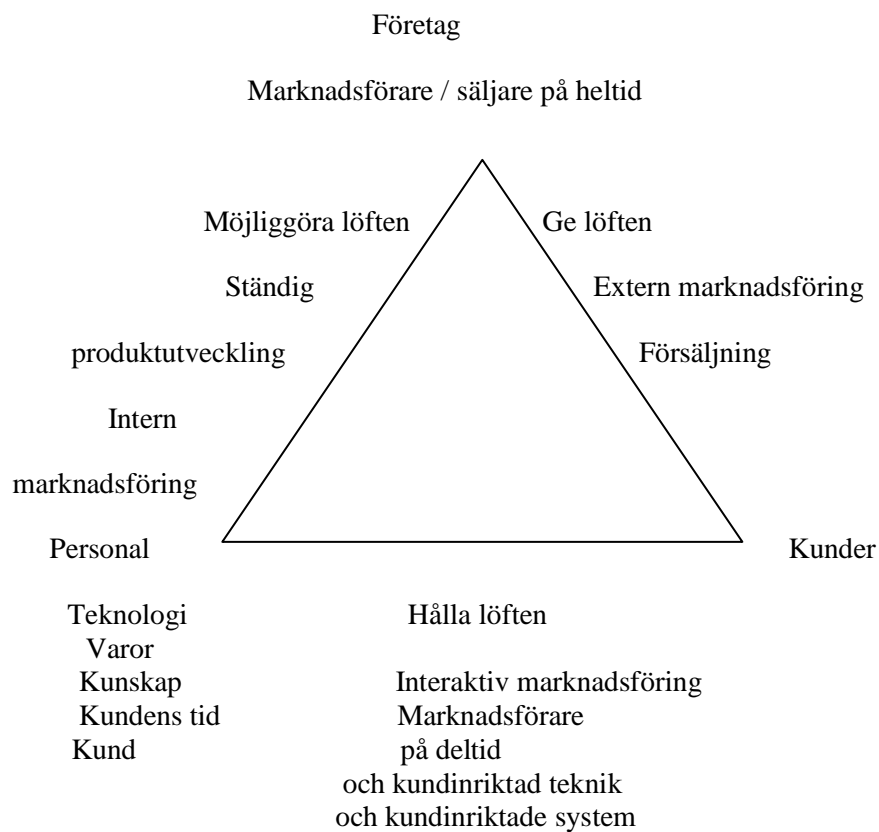 Företag
Marknadsförare / säljare på heltid
Möjliggöra löften
Ge löften
Ständig
Extern marknadsföring
produktutveckling
Försäljning
Intern
marknadsföring
Personal
Kunder
Teknologi
Hålla löften
Varor
Kunskap
Interaktiv marknadsföring
Kundens tid
Marknadsförare
Kund
på deltid
och kundinriktad teknik
och kundinriktade system